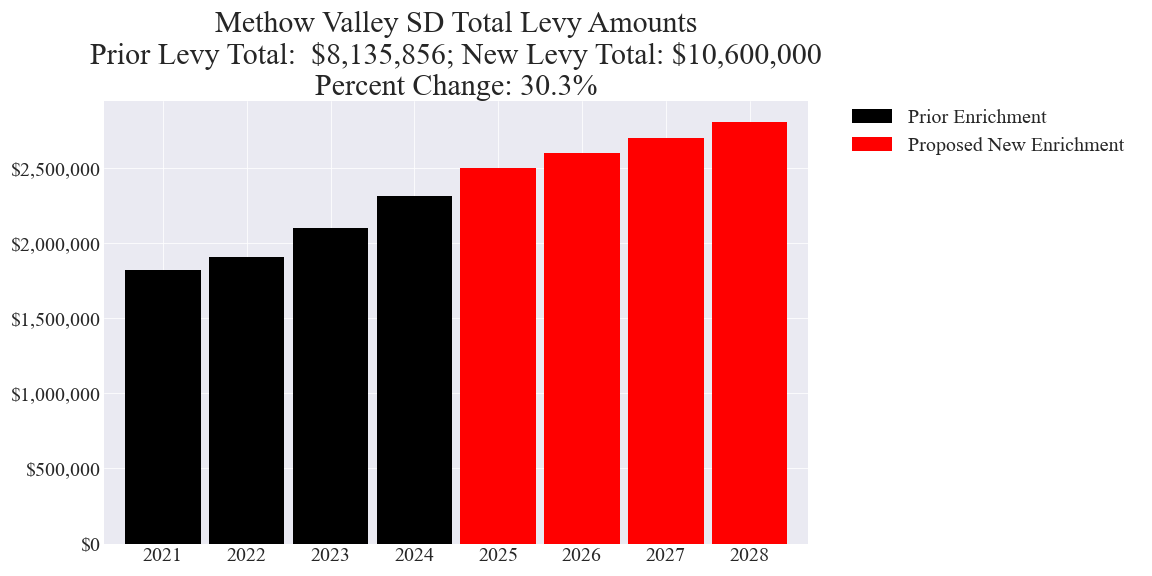 Methow Valley SD Total Levy Amounts
Prior Levy Total:  $8,135,856; New Levy Total: $10,600,000
Percent Change: 30.3%
Prior Enrichment
Proposed New Enrichment
$2,500,000
$2,000,000
$1,500,000
$1,000,000
$500,000
$0
2021 2022 2023 2024 2025 2026 2027 2028